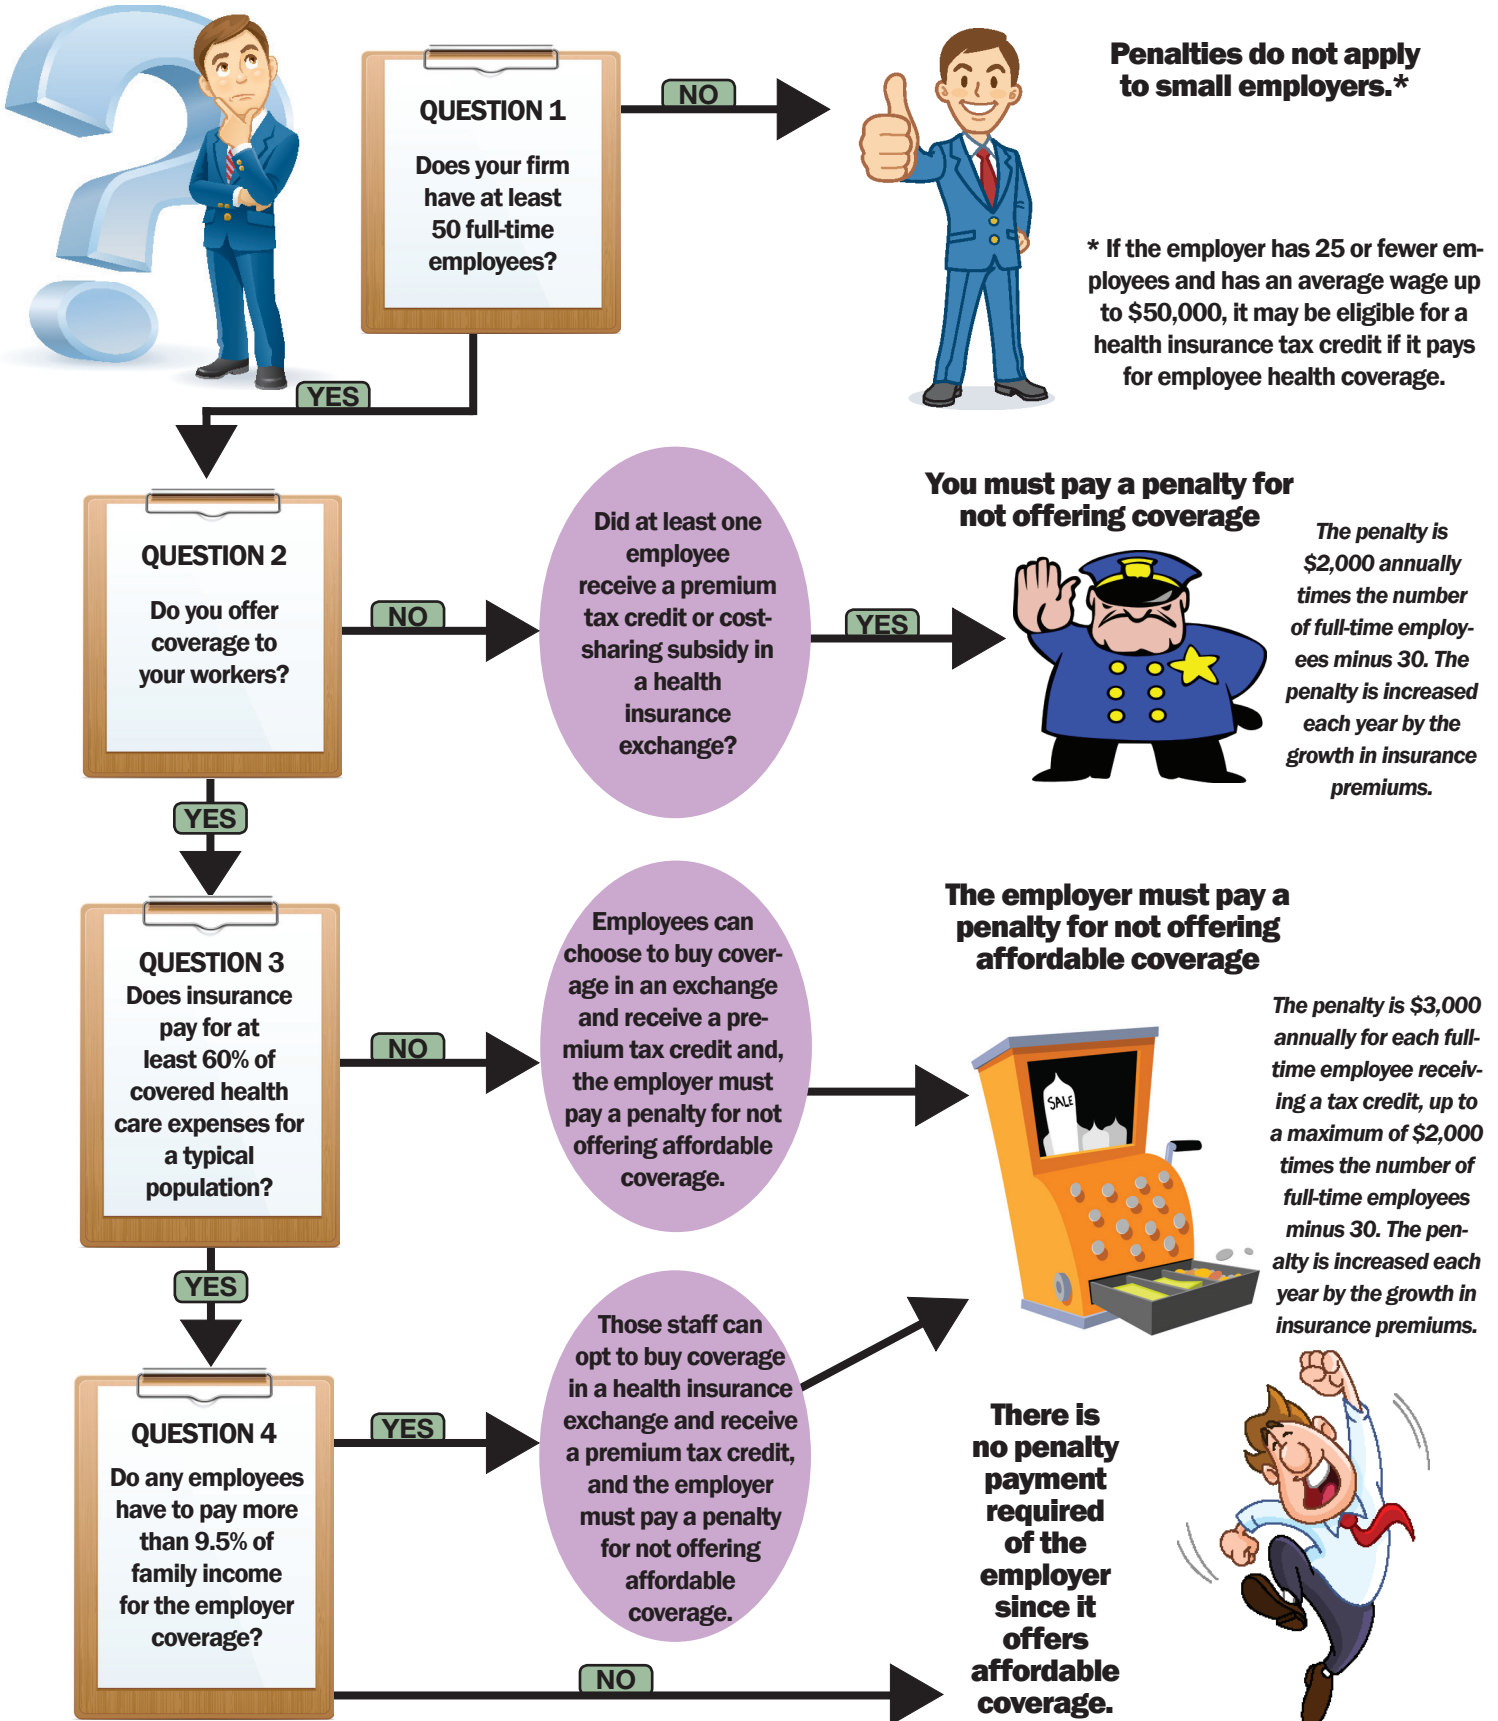 QUESTION 1
Does your firm
have at least
50 full-time
employees?
NO
Penalties do not apply
to small employers.*
* If the employer has 25 or fewer em-
ployees and has an average wage up
to $50,000, it may be eligible for a
health insurance tax credit if it pays
for employee health coverage.
YES
QUESTION 2
Do you offer
coverage to
your workers?
NO
Did at least one
employee
receive a premium
tax credit or cost-
sharing subsidy in
a health
insurance
exchange?
YES
You must pay a penalty for
not offering coverage
The penalty is
$2,000 annually
times the number
of full-time employ-
ees minus 30. The
penalty is increased
each year by the
growth in insurance
premiums.
YES
QUESTION 3
Does insurance
pay for at
least 60% of
covered health
care expenses for
a typical
population?
NO
Employees can
choose to buy cover-
age in an exchange
and receive a pre-
mium tax credit and,
the employer must
pay a penalty for not
offering affordable
coverage.
The employer must pay a
penalty for not offering
affordable coverage
SALE
The penalty is $3,000
annually for each full-
time employee receiv-
ing a tax credit, up to
a maximum of $2,000
times the number of
full-time employees
minus 30. The pen-
alty is increased each
year by the growth in
insurance premiums.
YES
QUESTION 4
Do any employees
have to pay more
than 9.5% of
family income
for the employer
coverage?
YES
Those staff can
opt to buy coverage
in a health insurance
exchange and receive
a premium tax credit,
and the employer
must pay a penalty
for not offering
affordable
coverage.
NO
There is
no penalty
payment
required
of the
employer
since it
offers
affordable
coverage.